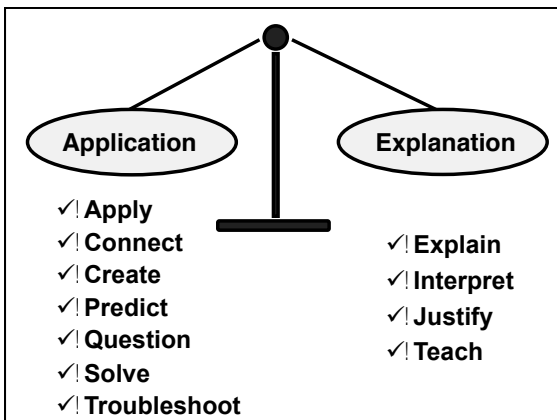 Application
✓! Apply
✓! Connect
✓! Create
✓! Predict
✓! Question
✓! Solve
✓! Troubleshoot
Explanation
✓! Explain
✓! Interpret
✓! Justify
✓! Teach